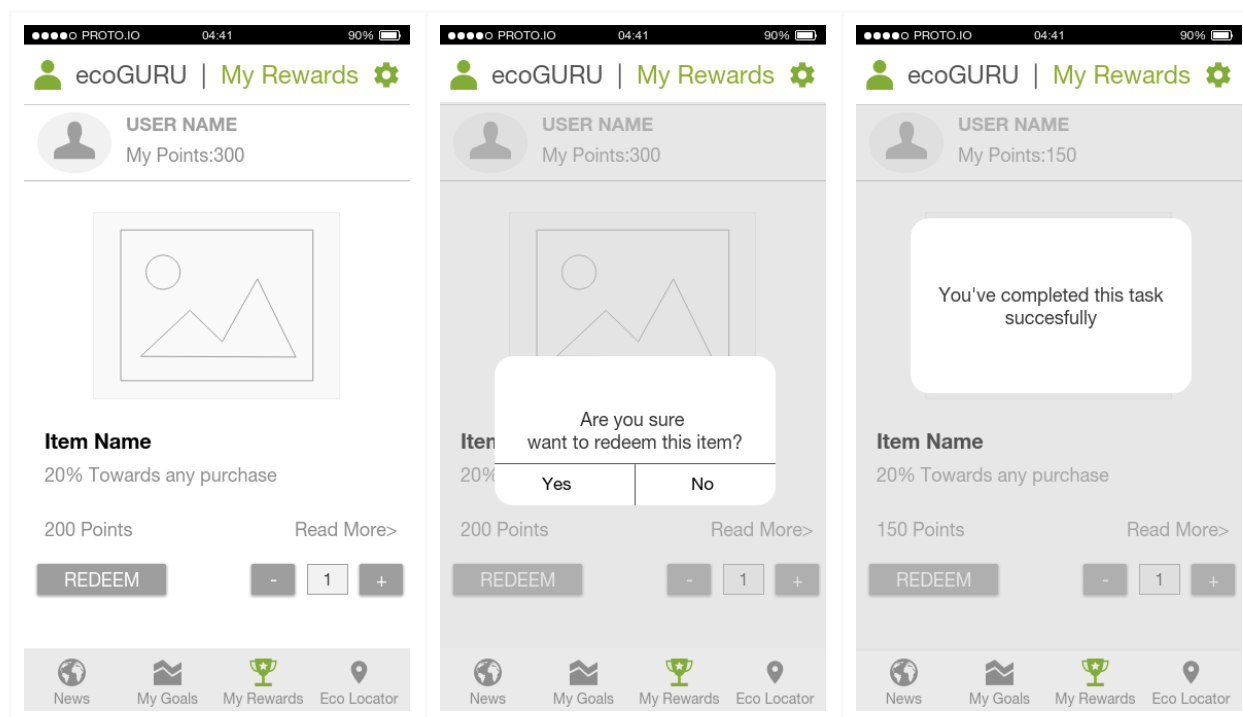 PROTO.IO 04:41 90%
ecoGURU | My Rewards
USER NAME
My Points:300
Item Name
20% Towards any purchase
200 Points Read More>
REDEEM - 1 +
News My Goals My Rewards Eco Locator
PROTO.IO 04:41 90%
ecoGURU | My Rewards
USER NAME
My Points:300
Are you sure
want to redeem this item?
Yes No
Item
20%
200 Points Read More>
REDEEM - 1 +
News My Goals My Rewards Eco Locator
PROTO.IO 04:41 90%
ecoGURU | My Rewards
USER NAME
My Points:150
You've completed this task
succesfully
Item Name
20% Towards any purchase
150 Points Read More>
REDEEM - 1 +
News My Goals My Rewards Eco Locator